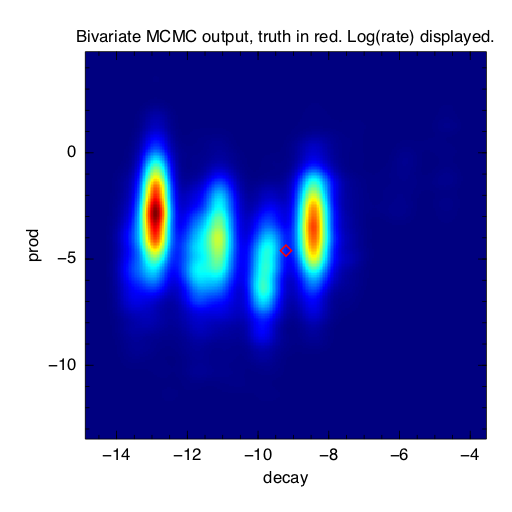 Bivariate MCMC output, truth in red. Log(rate) displayed.
0
−5
−10
prod
−14 −12 −10 −8 −6 −4
decay